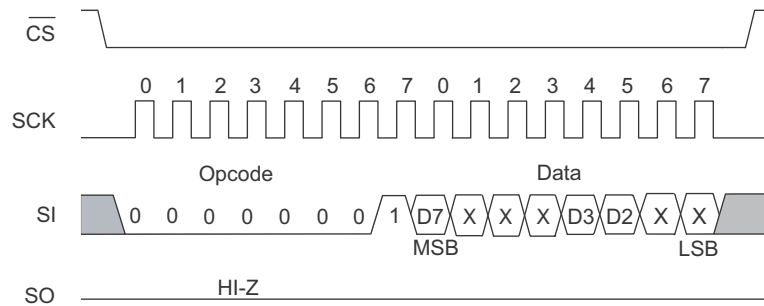 CS
0 1 2 3 4 5 6 7 0 1 2 3 4 5 6 7
SCK
Opcode Data
SI 0 0 0 0 0 0 0 1 D7 X X X D3 D2 X X
MSB LSB
HI-Z
SO